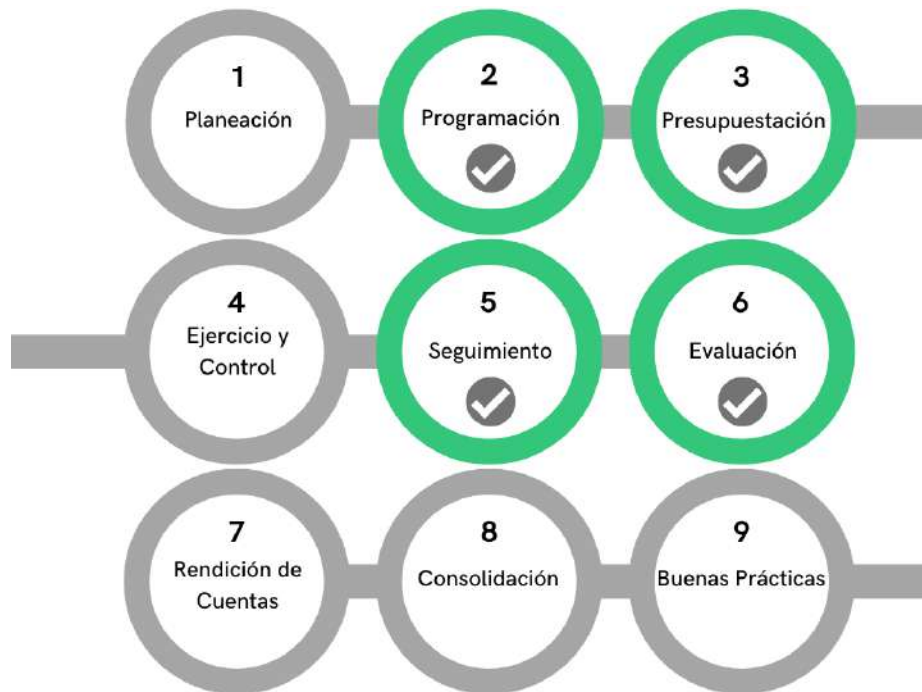 1
Planeación
2
Programación
3
Presupuestación
4
Ejercicio y
Control
5
Seguimiento
6
Evaluación
7
Rendición de
Cuentas
8
Consolidación
9
Buenas Prácticas